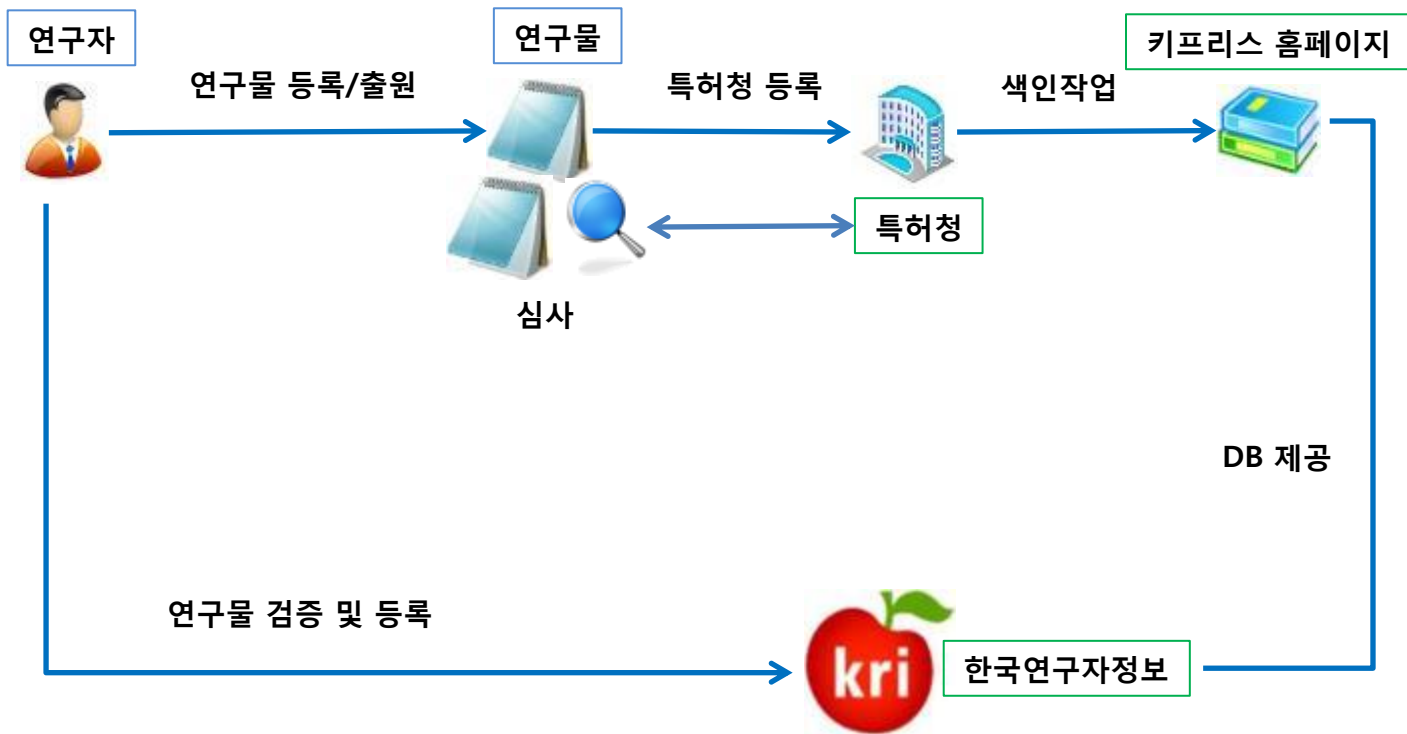 연구자
연구물
키프리스 홈페이지
연구물 등록/출원
특허청 등록
색인작업
특허청
심사
DB 제공
연구물 검증 및 등록
kri
한국연구자정보